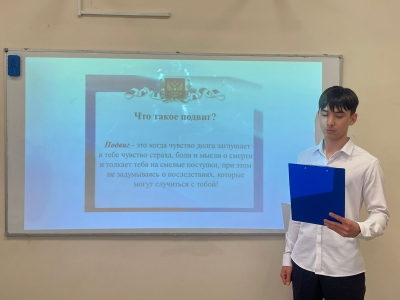 Что такое подвиг?
Подвиг - это когда чувство долга заглушает
в тебе чувство страха, боли и мысли о смерти
и толкает тебя на смелые поступки, при этом
не задумываясь о последствиях, которые
могут случиться с тобой!